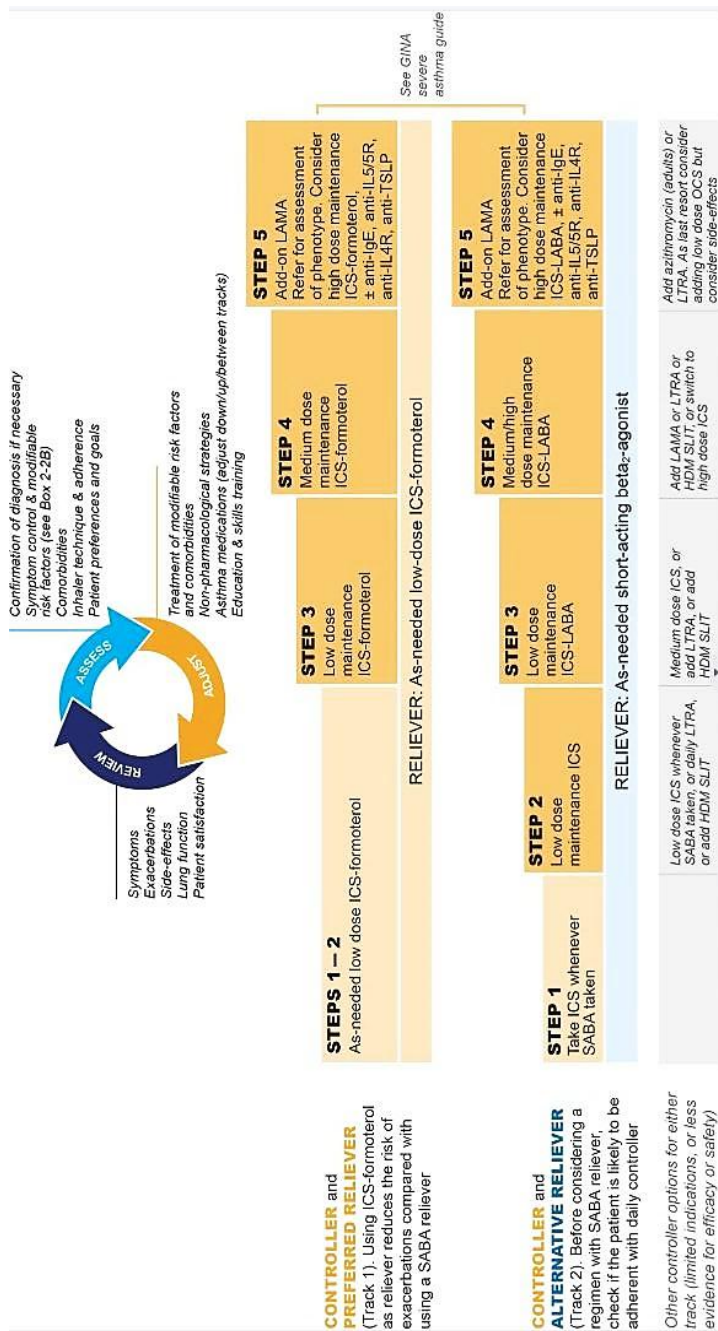 Confirmation of diagnosis if necessary
Symptom control & modifiable
risk factors (see Box 2-2B)
Comorbidities
Inhaler technique & adherence
Patient preferences and goals
ASSESS
ADJUST
REVIEW
Symptoms
Exacerbations
Side-effects
Lung function
Patient satisfaction
Treatment of modifiable risk factors
and comorbidities
Non-pharmacological strategies
Asthma medications (adjust down/up/between tracks)
Education & skills training
CONTROLLER and
PREFERRED RELIEVER
(Track 1). Using ICS-formoterol
as reliever reduces the risk of
exacerbations compared with
using a SABA reliever
STEPS 1 – 2
As-needed low dose ICS-formoterol
STEP 3
Low dose
maintenance
ICS-formoterol
STEP 4
Medium dose
maintenance
ICS-formoterol
STEP 5
Add-on LAMA
Refer for assessment
of phenotype. Consider
high dose maintenance
ICS-formoterol,
± anti-IgE, anti-IL5/5R,
anti-IL4R, anti-TSLP
RELIEVER: As-needed low-dose ICS-formoterol
See GINA
severe
asthma guide
CONTROLLER and
ALTERNATIVE RELIEVER
(Track 2). Before considering a
regimen with SABA reliever,
check if the patient is likely to be
adherent with daily controller
STEP 1
Take ICS whenever
SABA taken
STEP 2
Low dose
maintenance ICS
STEP 3
Low dose
maintenance
ICS-LABA
STEP 4
Medium/high
dose maintenance
ICS-LABA
STEP 5
Add-on LAMA
Refer for assessment
of phenotype. Consider
high dose maintenance
ICS-LABA, ± anti-IgE,
anti-IL5/5R, anti-IL4R,
anti-TSLP
RELIEVER: As-needed short-acting beta₂-agonist
Other controller options for either
track (limited indications, or less
evidence for efficacy or safety)
Low dose ICS whenever
SABA taken, or daily LTRA,
or add HDM SLIT
Medium dose ICS, or
add LTRA, or add
HDM SLIT
Add LAMA or LTRA or
HDM SLIT, or switch to
high dose ICS
Add azithromycin (adults) or
LTRA. As last resort consider
adding low dose OCS but
consider side-effects